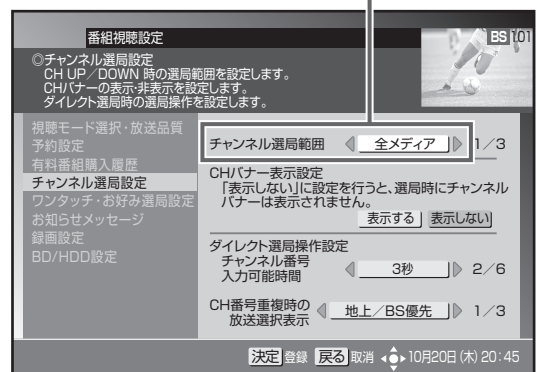 番組視聴設定
BS 101
◎チャンネル選局設定
CH UP／DOWN 時の選局範囲を設定します。
CHバナーの表示・非表示を設定します。
ダイレクト選局時の選局操作を設定します。
視聴モード選択・放送品質
予約設定
有料番組購入履歴
チャンネル選局設定
ワンタッチ・お好み選局設定
お知らせメッセージ
録画設定
BD/HDD設定
チャンネル選局範囲 全メディア 1／3
CHバナー表示設定
「表示しない」に設定を行うと、選局時にチャンネル
バナーは表示されません。
表示する 表示しない
ダイレクト選局操作設定
チャンネル番号
入力可能時間 3秒 2／6
CH番号重複時の
放送選択表示 地上／BS優先 1／3
決定 登録 戻る 取消 10月20日(木) 20:45